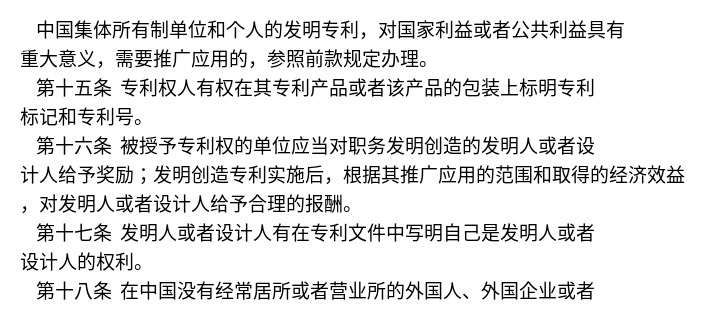 中国集体所有制单位和个人的发明专利，对国家利益或者公共利益具有
重大意义，需要推广应用的，参照前款规定办理。
第十五条 专利权人有权在其专利产品或者该产品的包装上标明专利
标记和专利号。
第十六条 被授予专利权的单位应当对职务发明创造的发明人或者设
计人给予奖励；发明创造专利实施后，根据其推广应用的范围和取得的经济效益
，对发明人或者设计人给予合理的报酬。
第十七条 发明人或者设计人有在专利文件中写明自己是发明人或者
设计人的权利。
第十八条 在中国没有经常居所或者营业所的外国人、外国企业或者